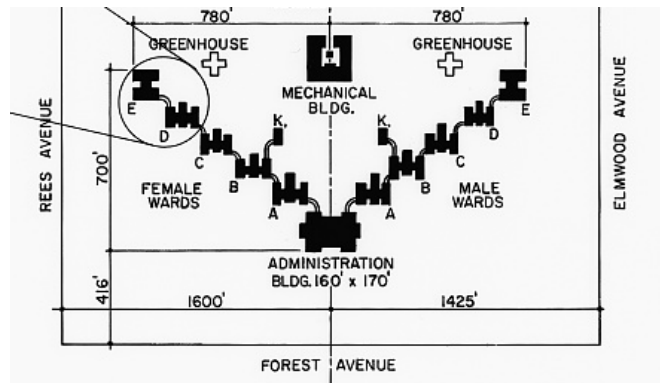 780'
780'
GREENHOUSE
GREENHOUSE
MECHANICAL
BLDG.
K,
K,
E
D
C
B
A
A
B
C
D
E
REES AVENUE
700'
FEMALE
WARDS
MALE
WARDS
ELMWOOD AVENUE
ADMINISTRATION
BLDG. 160' x 170'
416'
1600'
1425'
FOREST AVENUE